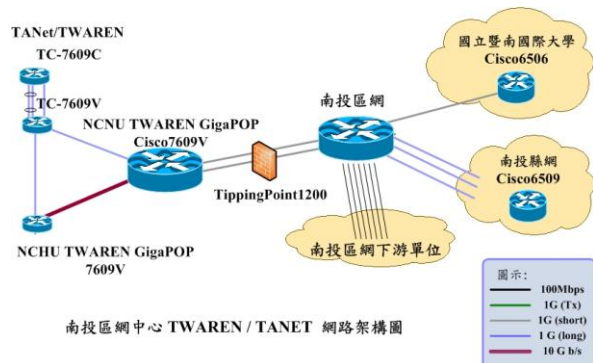 TANet/TWAREN
TC-7609C
TC-7609V
NCNU TWAREN GigaPOP
Cisco7609V
TippingPoint1200
NCHU TWAREN GigaPOP
7609V
南投區網
國立暨南國際大學
Cisco6506
南投縣網
Cisco6509
南投區網下游單位
圖示:
100Mbps
1G (Tx)
1G (short)
1 G (long)
10 G b/s
南投區網中心 TWAREN / TANET 網路架構圖